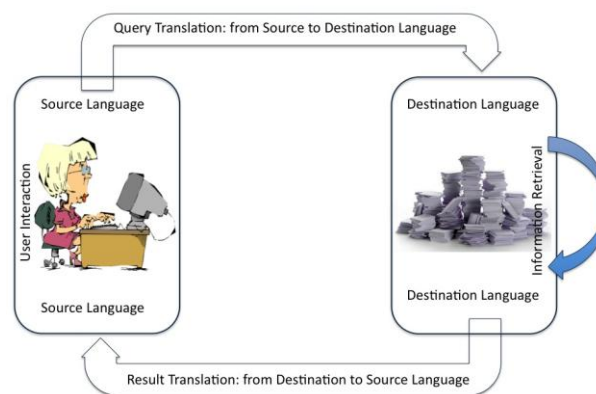 Query Translation: from Source to Destination Language
Source Language
Destination Language
User Interaction
Information Retrieval
Source Language
Destination Language
Result Translation: from Destination to Source Language